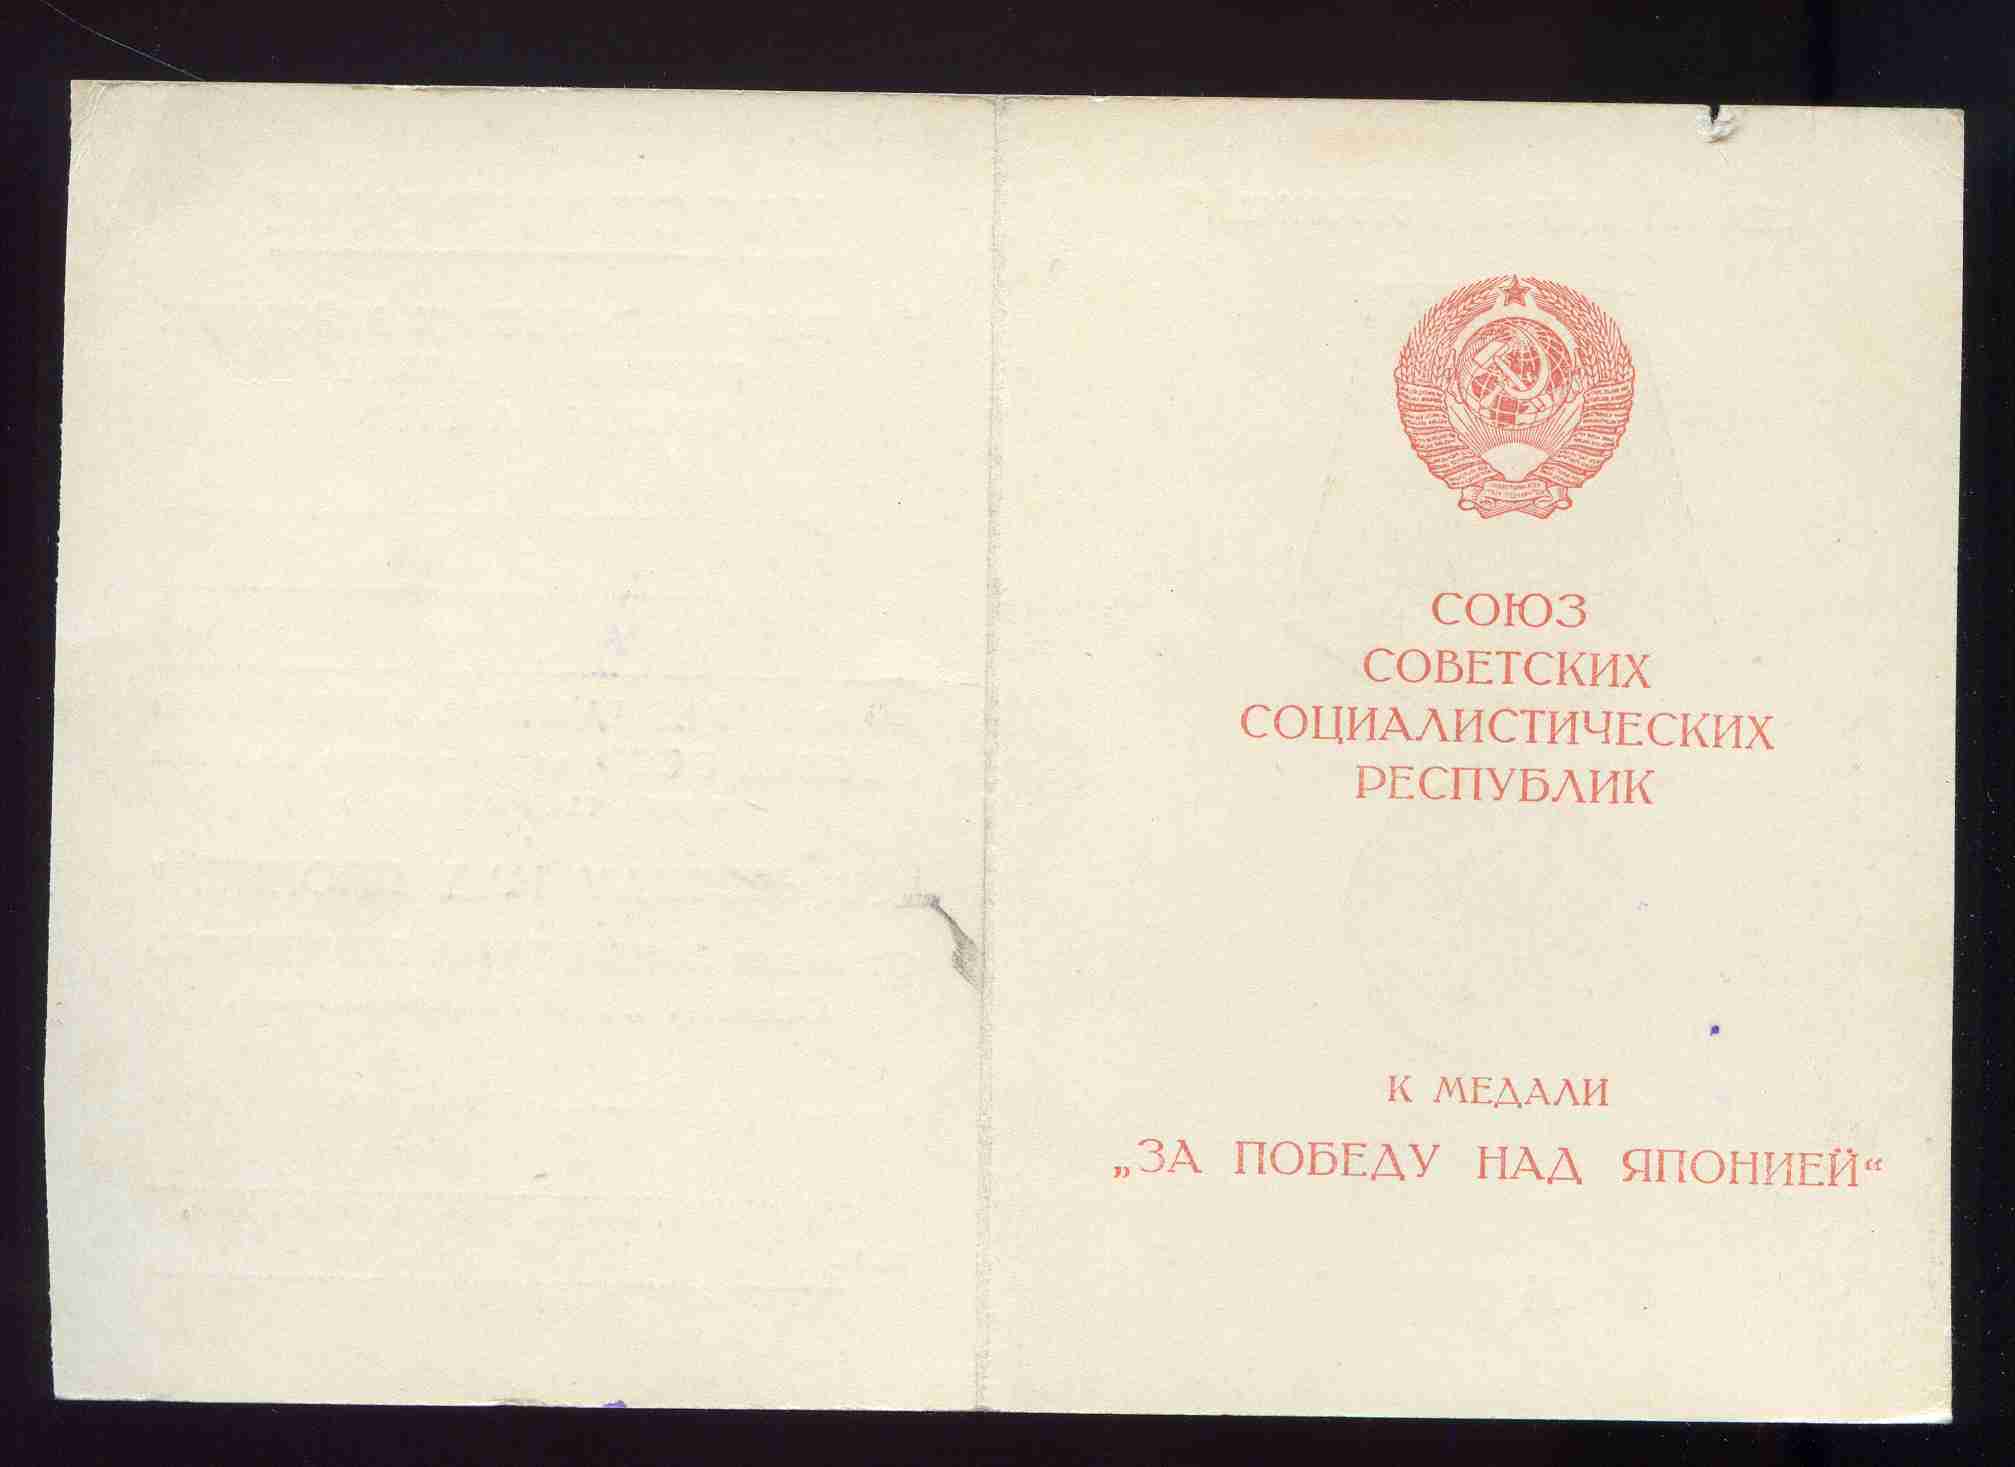 СОЮЗ
СОВЕТСКИХ
СОЦИАЛИСТИЧЕСКИХ
РЕСПУБЛИК
К МЕДАЛИ
„ЗА ПОБЕДУ НАД ЯПОНИЕЙ“